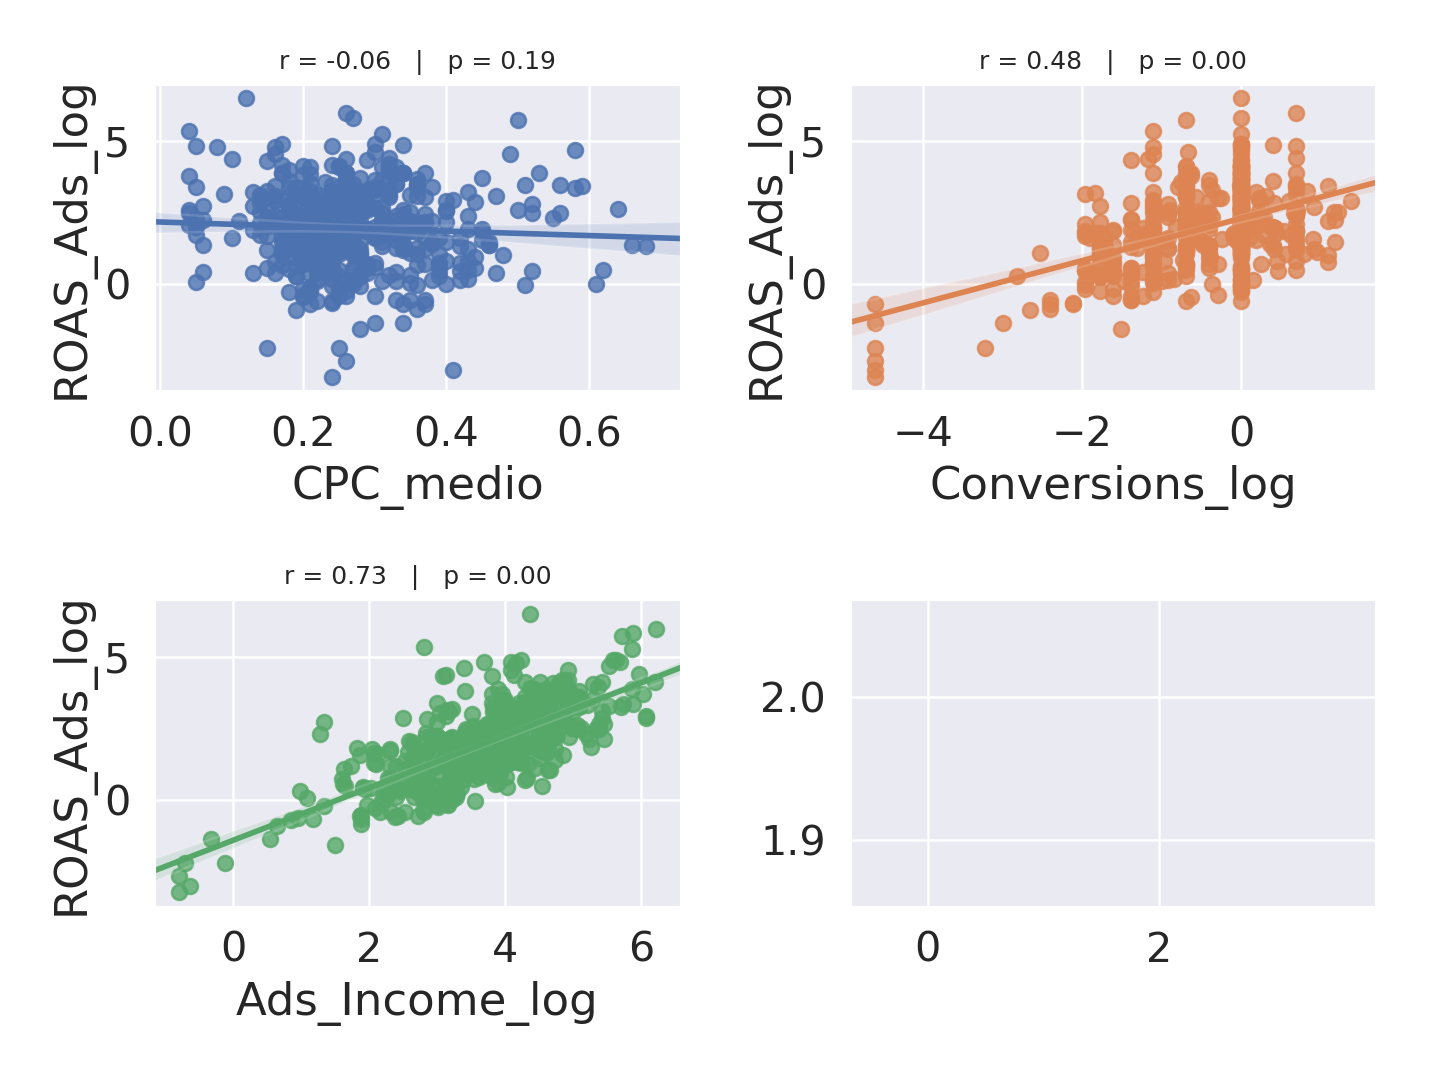 r = -0.06 | p = 0.19
ROAS_Ads_log
5
0
0.0 0.2 0.4 0.6
CPC_medio
r = 0.48 | p = 0.00
ROAS_Ads_log
5
0
−4 −2 0
Conversions_log
r = 0.73 | p = 0.00
ROAS_Ads_log
5
0
0 2 4 6
Ads_Income_log
2.0
1.9
0 2